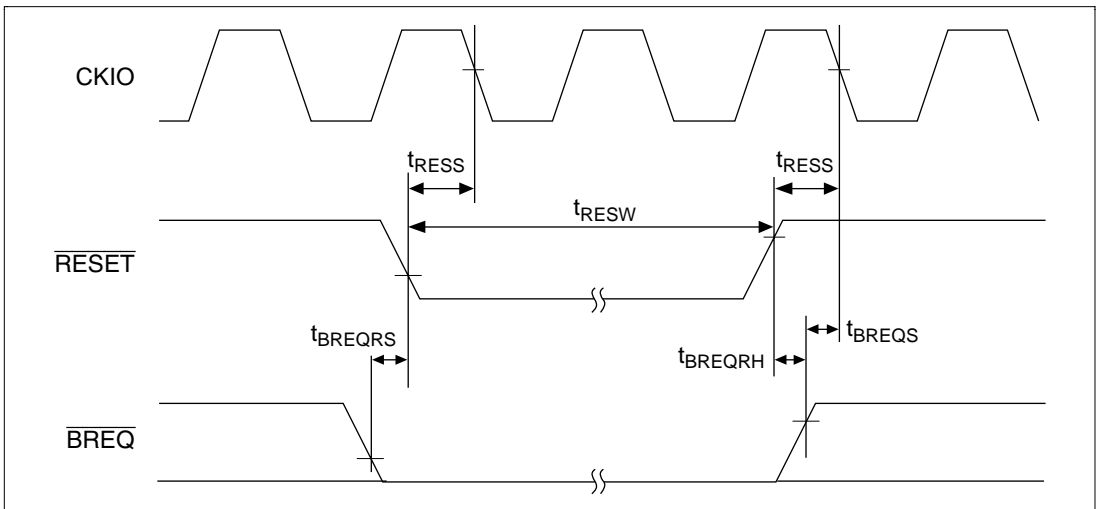 CKIO
tRESS
tRESS
tRESW
RESET
tBREQRS
tBREQS
tBREQRH
BREQ